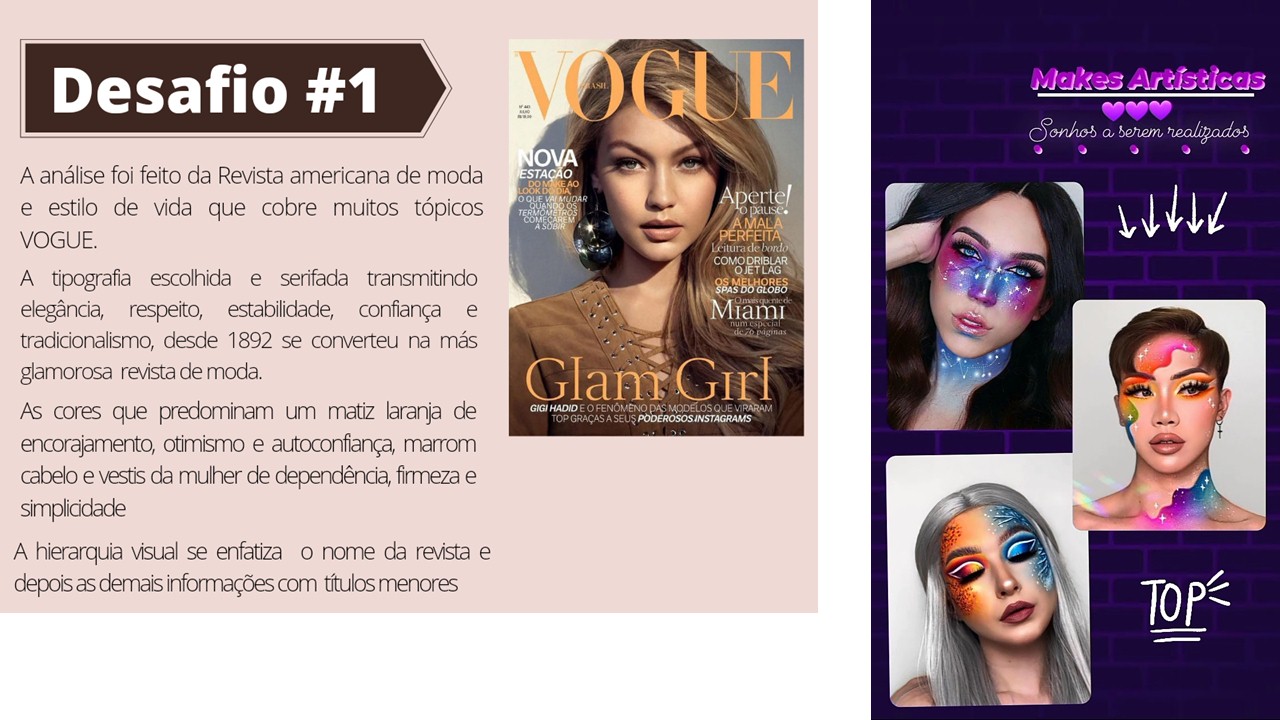 Desafio #1
A análise foi feito da Revista americana de moda
e estilo de vida que cobre muitos tópicos
VOGUE.
A tipografia escolhida e serifada transmitindo
elegância, respeito, estabilidade, confiança e
tradicionalismo, desde 1892 se converteu na más
glamorosa revista de moda.
As cores que predominam um matiz laranja de
encorajamento, otimismo e autoconfiança, marrom
cabelo e vestis da mulher de dependência, firmeza e
simplicidade
A hierarquia visual se enfatiza o nome da revista e
depois as demais informações com títulos menores
VOGUE
BRASIL
NOVA
ESTAÇÃO
DO MAKE AO
LOOK DO DIA,
O QUE VAI MUDAR
QUANDO OS
TERMÔMETROS
COMEÇAREM
A SUBIR
Aperte!
o pause!
A MALA
PERFEITA
Leitura de bordo
COMO DRIBLAR
O JET LAG
OS MELHORES
SPAS DO GLOBO
O mais quente de
Miami
num especial
de 76 páginas
Glam Girl
GIGI HADID E O FENÔMENO DAS MODELOS QUE VIRARAM
TOP GRAÇAS A SEUS PODEROSOS INSTAGRAMS
Makes Artísticas
Sonhos a serem realizados
TOP